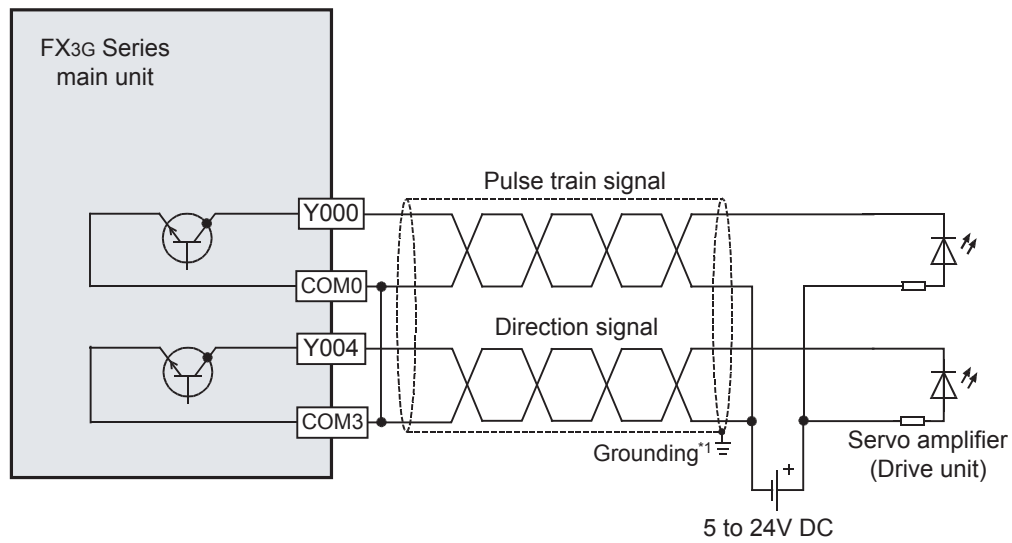 FX3G Series
main unit
Pulse train signal
Y000
COM0
Direction signal
Y004
COM3
Grounding*1
+
Servo amplifier
(Drive unit)
5 to 24V DC